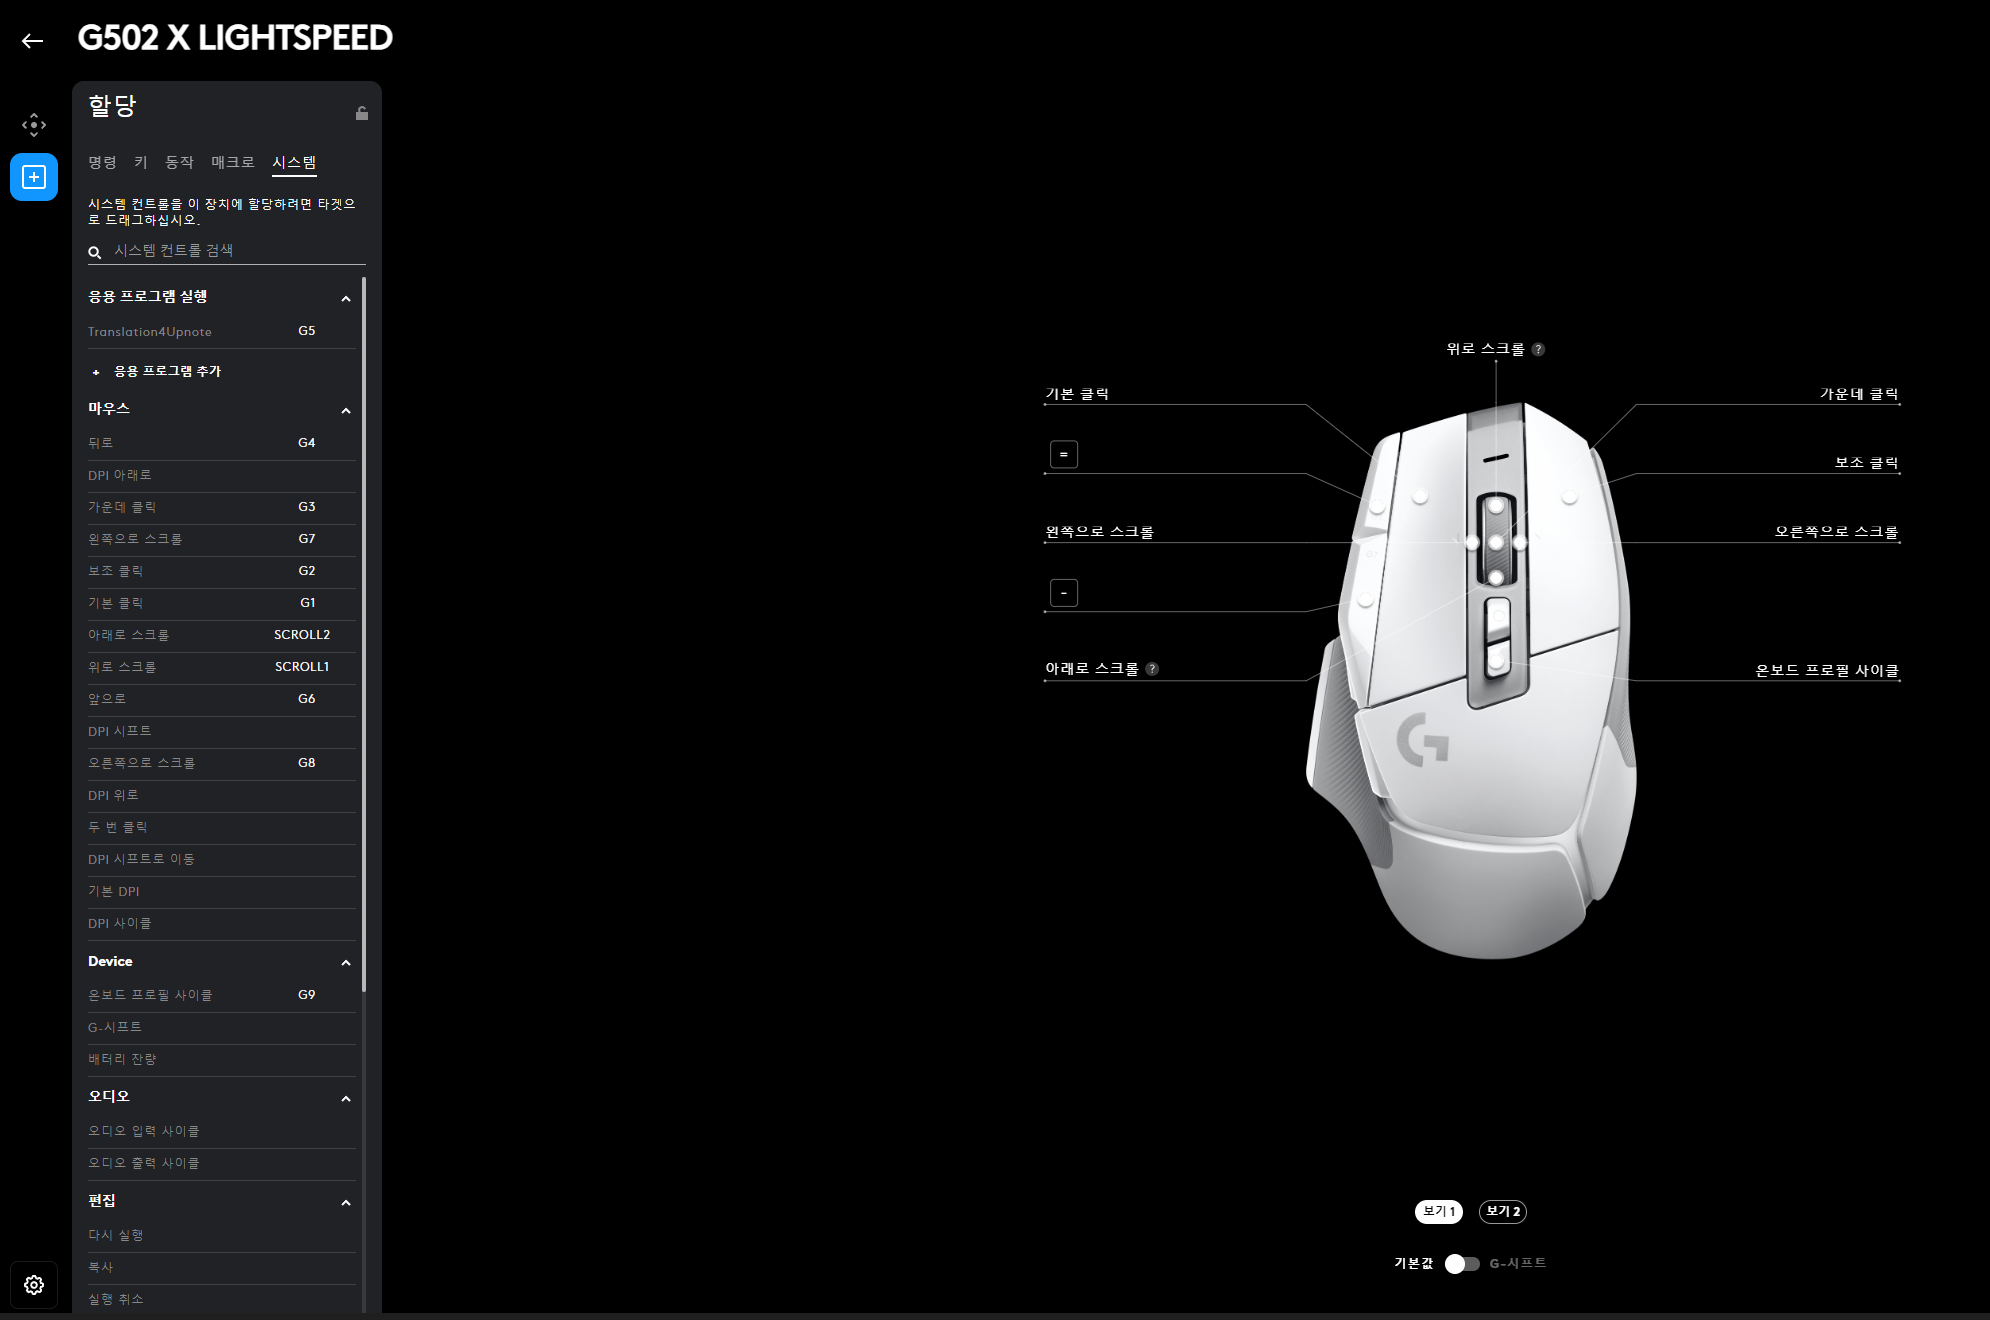 G502 X LIGHTSPEED
할당
명령 키 동작 매크로 시스템
시스템 컨트롤을 이 장치에 할당하려면 타겟으
로 드래그하십시오.
시스템 컨트롤 검색
응용 프로그램 실행
Translation4Upnote G5
+ 응용 프로그램 추가
마우스
뒤로 G4
DPI 아래로
가운데 클릭 G3
왼쪽으로 스크롤 G7
보조 클릭 G2
기본 클릭 G1
아래로 스크롤 SCROLL2
위로 스크롤 SCROLL1
앞으로 G6
DPI 시프트
오른쪽으로 스크롤 G8
DPI 위로
두 번 클릭
DPI 시프트로 이동
기본 DPI
DPI 사이클
Device
온보드 프로필 사이클 G9
G-시프트
배터리 잔량
오디오
오디오 입력 사이클
오디오 출력 사이클
편집
다시 실행
복사
실행 취소
위로 스크롤 ?
기본 클릭
=
왼쪽으로 스크롤
-
아래로 스크롤 ?
가운데 클릭
보조 클릭
오른쪽으로 스크롤
온보드 프로필 사이클
보기 1 보기 2
기본값 G-시프트